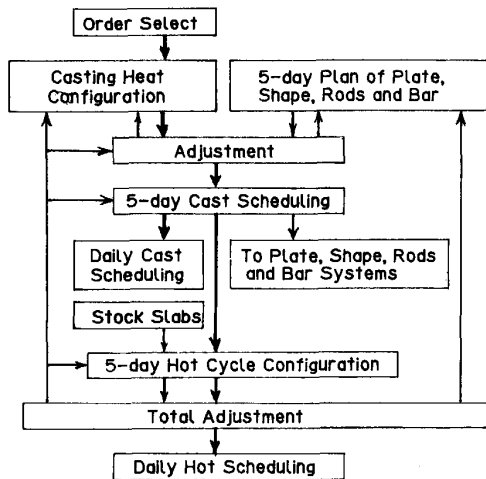 Order Select
Casting Heat
Configuration
5-day Plan of Plate,
Shape, Rods and Bar
Adjustment
5-day Cast Scheduling
Daily Cast
Scheduling
To Plate, Shape, Rods
and Bar Systems
Stock Slabs
5-day Hot Cycle Configuration
Total Adjustment
Daily Hot Scheduling